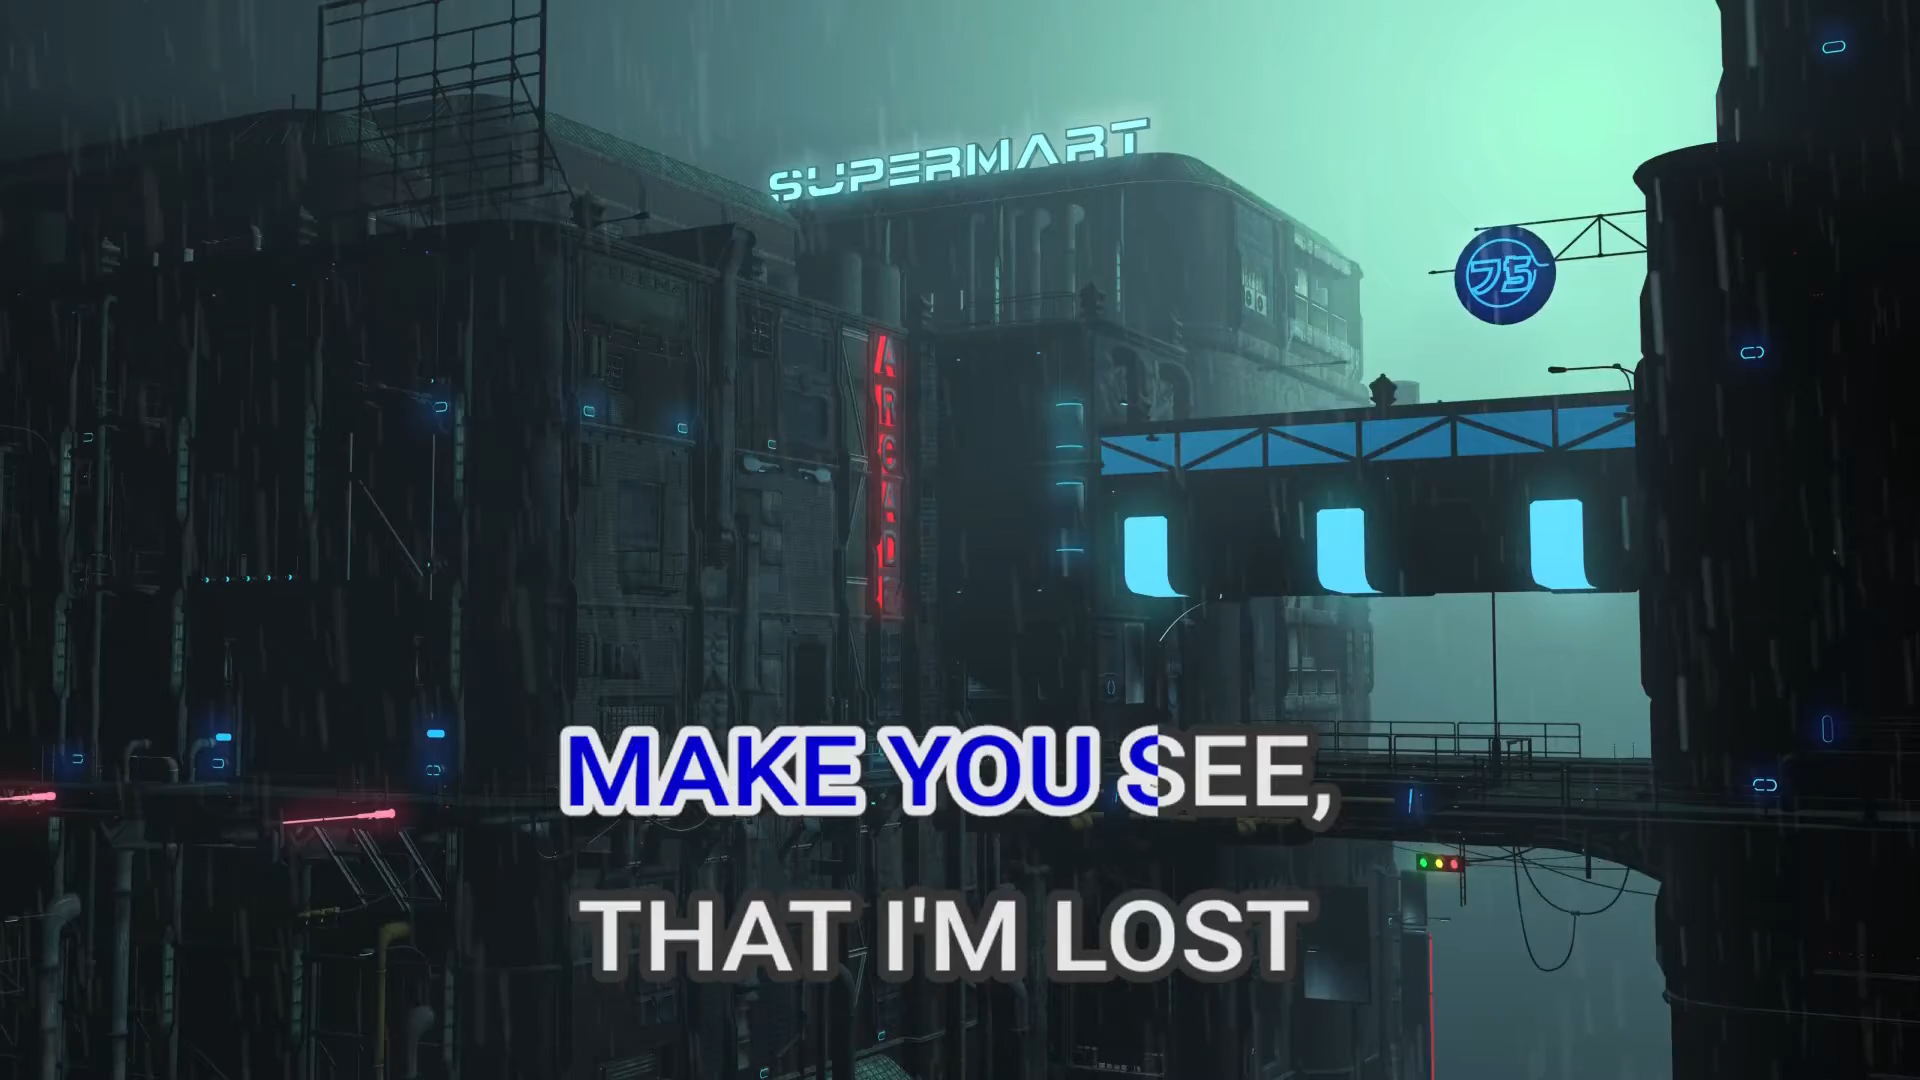 SUPERMART
75
ARCADE
MAKE YOU SEE,
THAT I'M LOST